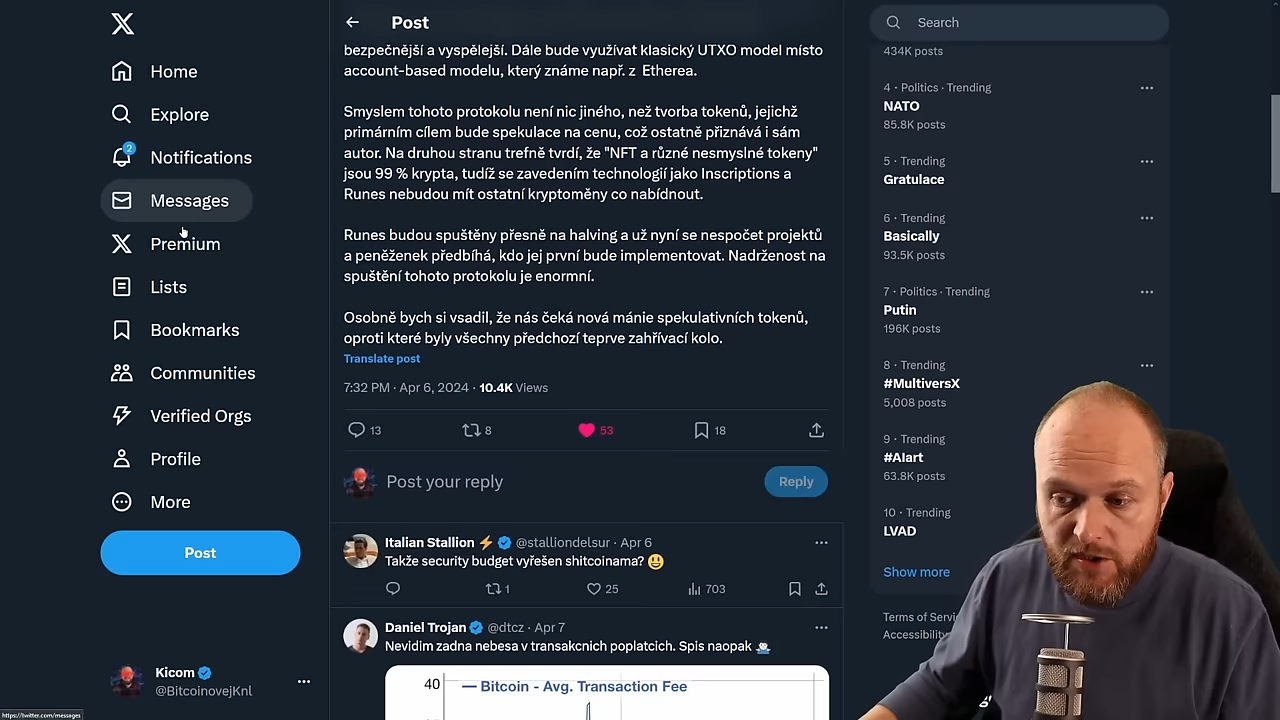 Home
Explore
2
Notifications
Messages
Premium
Lists
Bookmarks
Communities
Verified Orgs
Profile
More
Post
Kicom
@BitcoinovejKnl
https://twitter.com/messages
Post
bezpečnější a vyspělejší. Dále bude využívat klasický UTXO model místo
account-based modelu, který známe např. z Etherea.
Smyslem tohoto protokolu není nic jiného, než tvorba tokenů, jejichž
primárním cílem bude spekulace na cenu, což ostatně přiznává i sám
autor. Na druhou stranu trefně tvrdí, že "NFT a různé nesmyslné tokeny"
jsou 99 % krypta, tudíž se zavedením technologií jako Inscriptions a
Runes nebudou mít ostatní kryptoměny co nabídnout.
Runes budou spuštěny přesně na halving a už nyní se nespočet projektů
a peněženek předbíhá, kdo jej první bude implementovat. Nadrženost na
spuštění tohoto protokolu je enormní.
Osobně bych si vsadil, že nás čeká nová mánie spekulativních tokenů,
oproti které byly všechny předchozí teprve zahřívací kolo.
Translate post
7:32 PM · Apr 6, 2024 · 10.4K Views
13 8 53 18
Post your reply
Reply
Italian Stallion ⚡ @stalliondelsur · Apr 6
Takže security budget vyřešen shitcoinama? 😃
1 25 703
Daniel Trojan @dtcz · Apr 7
Nevidim zadna nebesa v transakcnich poplatcich. Spis naopak 🤷🏻‍♂️
40 — Bitcoin - Avg. Transaction Fee
Search
434K posts
4 · Politics · Trending
NATO
85.8K posts
5 · Trending
Gratulace
6 · Trending
Basically
93.5K posts
7 · Politics · Trending
Putin
196K posts
8 · Trending
#MultiversX
5,008 posts
9 · Trending
#AIart
63.8K posts
10 · Trending
LVAD
Show more
Terms of
Accessibility